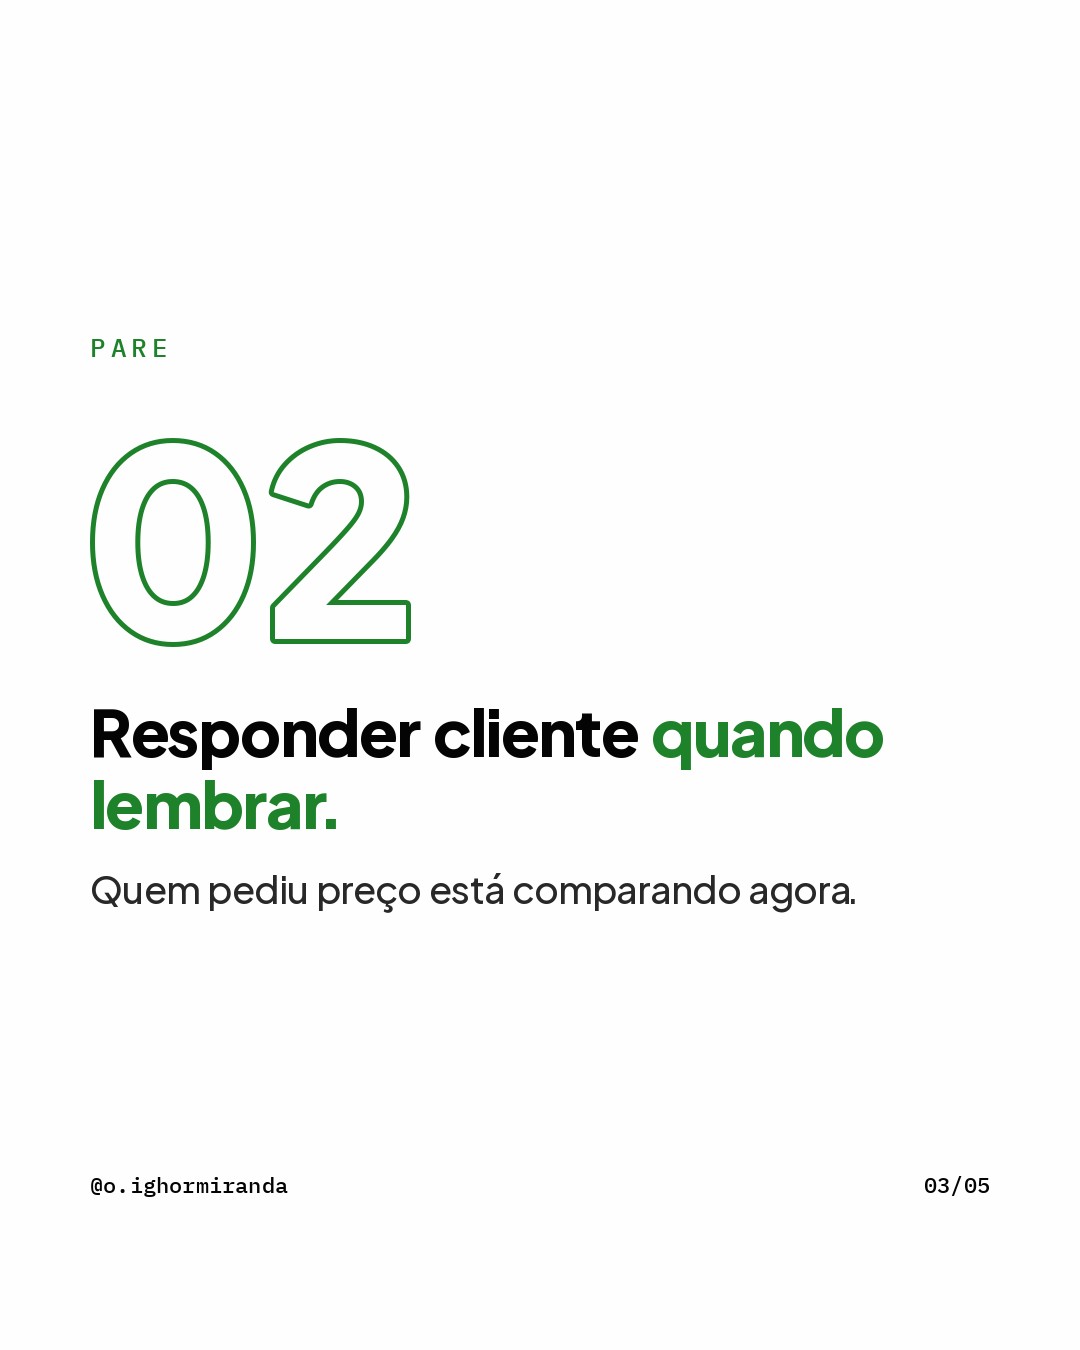 PARE
02
Responder cliente quando
lembrar.
Quem pediu preço está comparando agora.
@o.ighormiranda
03/05